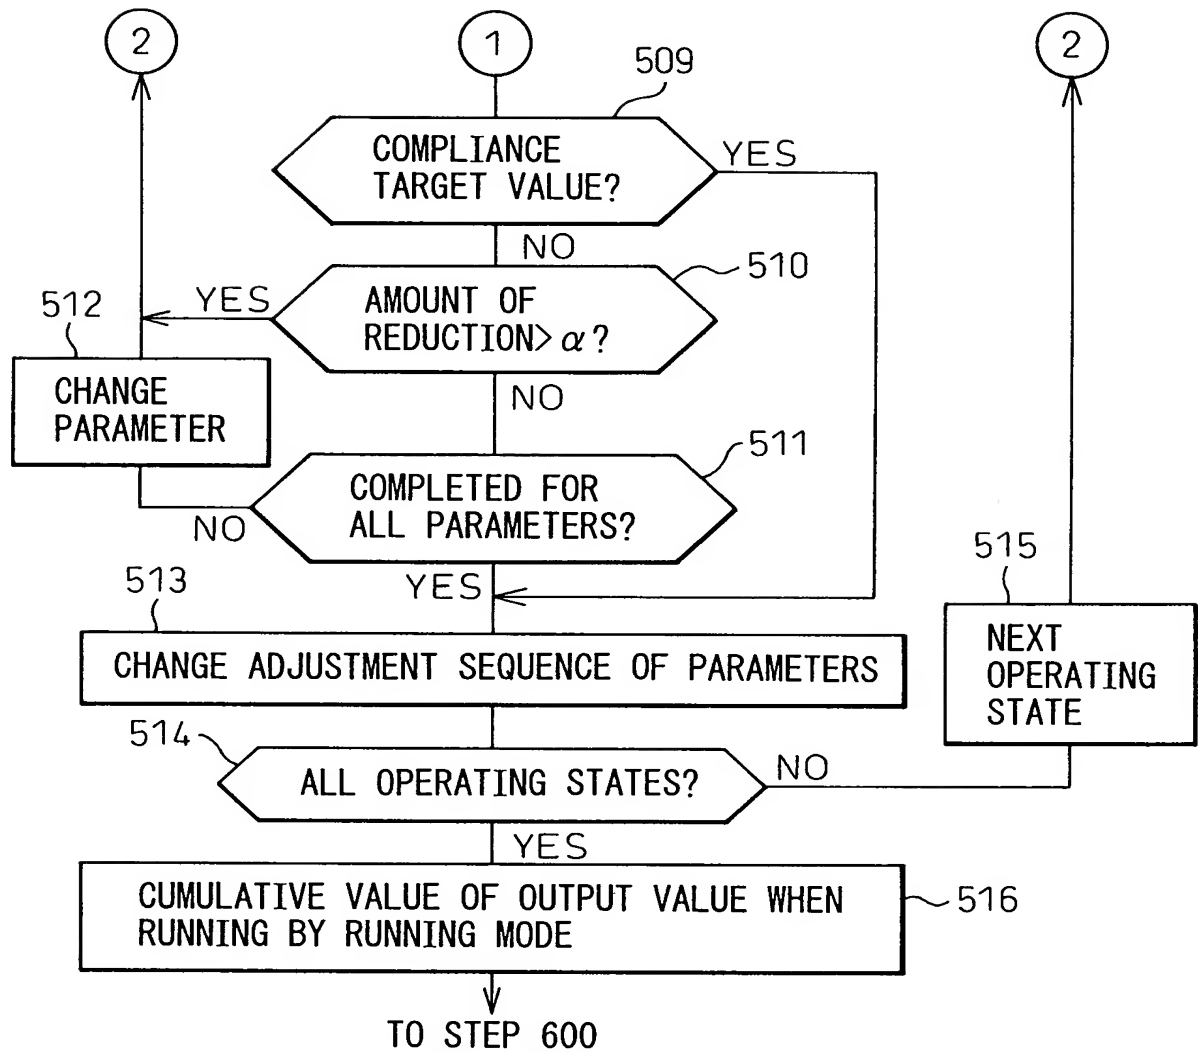 2
1
2
509
COMPLIANCE
TARGET VALUE?
YES
NO
510
AMOUNT OF
REDUCTION> α?
YES
512
CHANGE
PARAMETER
NO
511
COMPLETED FOR
ALL PARAMETERS?
NO
YES
513
CHANGE ADJUSTMENT SEQUENCE OF PARAMETERS
515
NEXT
OPERATING
STATE
514
ALL OPERATING STATES?
NO
YES
CUMULATIVE VALUE OF OUTPUT VALUE WHEN
RUNNING BY RUNNING MODE
516
TO STEP 600